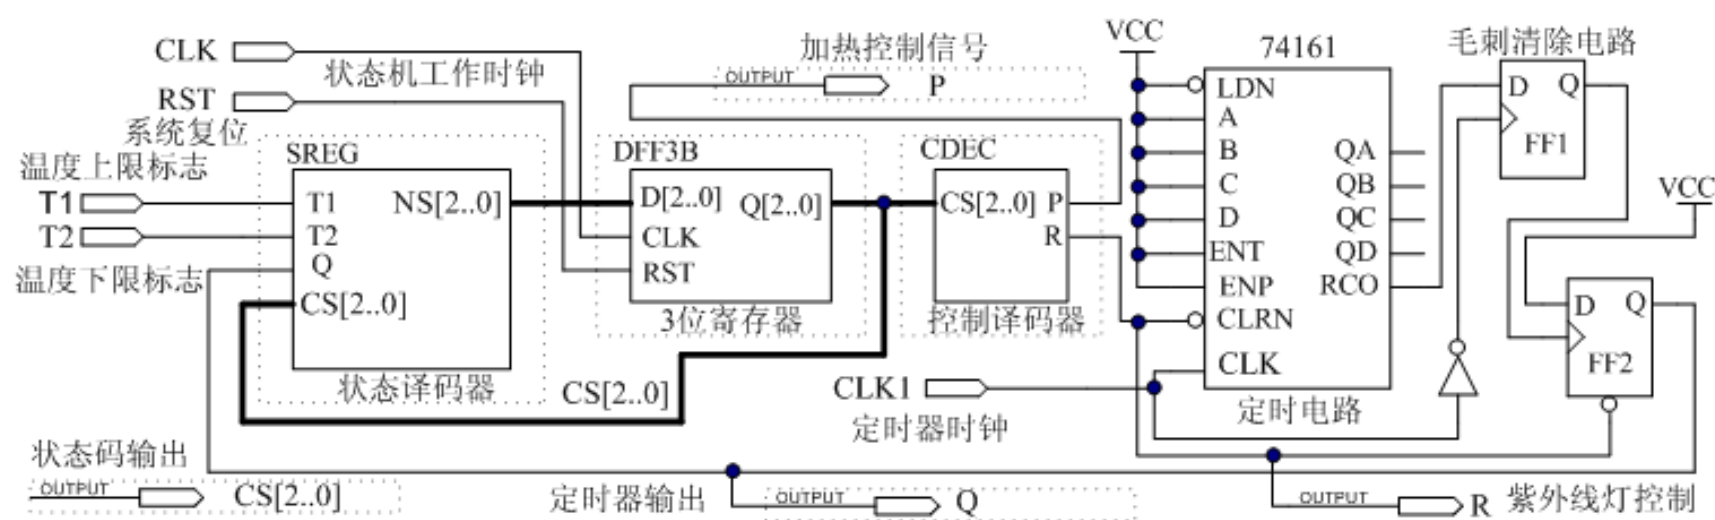 CLK
状态机工作时钟
RST
系统复位
温度上限标志
T1
T2
温度下限标志
SREG
T1
T2
Q
CS[2..0]
NS[2..0]
状态译码器
DFF3B
D[2..0]
CLK
RST
Q[2..0]
3位寄存器
加热控制信号
OUTPUT
P
CDEC
CS[2..0]
P
R
控制译码器
VCC
74161
LDN
A
B
C
D
ENT
ENP
CLRN
CLK
QA
QB
QC
QD
RCO
定时电路
毛刺清除电路
D
Q
FF1
VCC
D
Q
FF2
CS[2..0]
CLK1
定时器时钟
状态码输出
OUTPUT
CS[2..0]
定时器输出
OUTPUT
Q
OUTPUT
R
紫外线灯控制